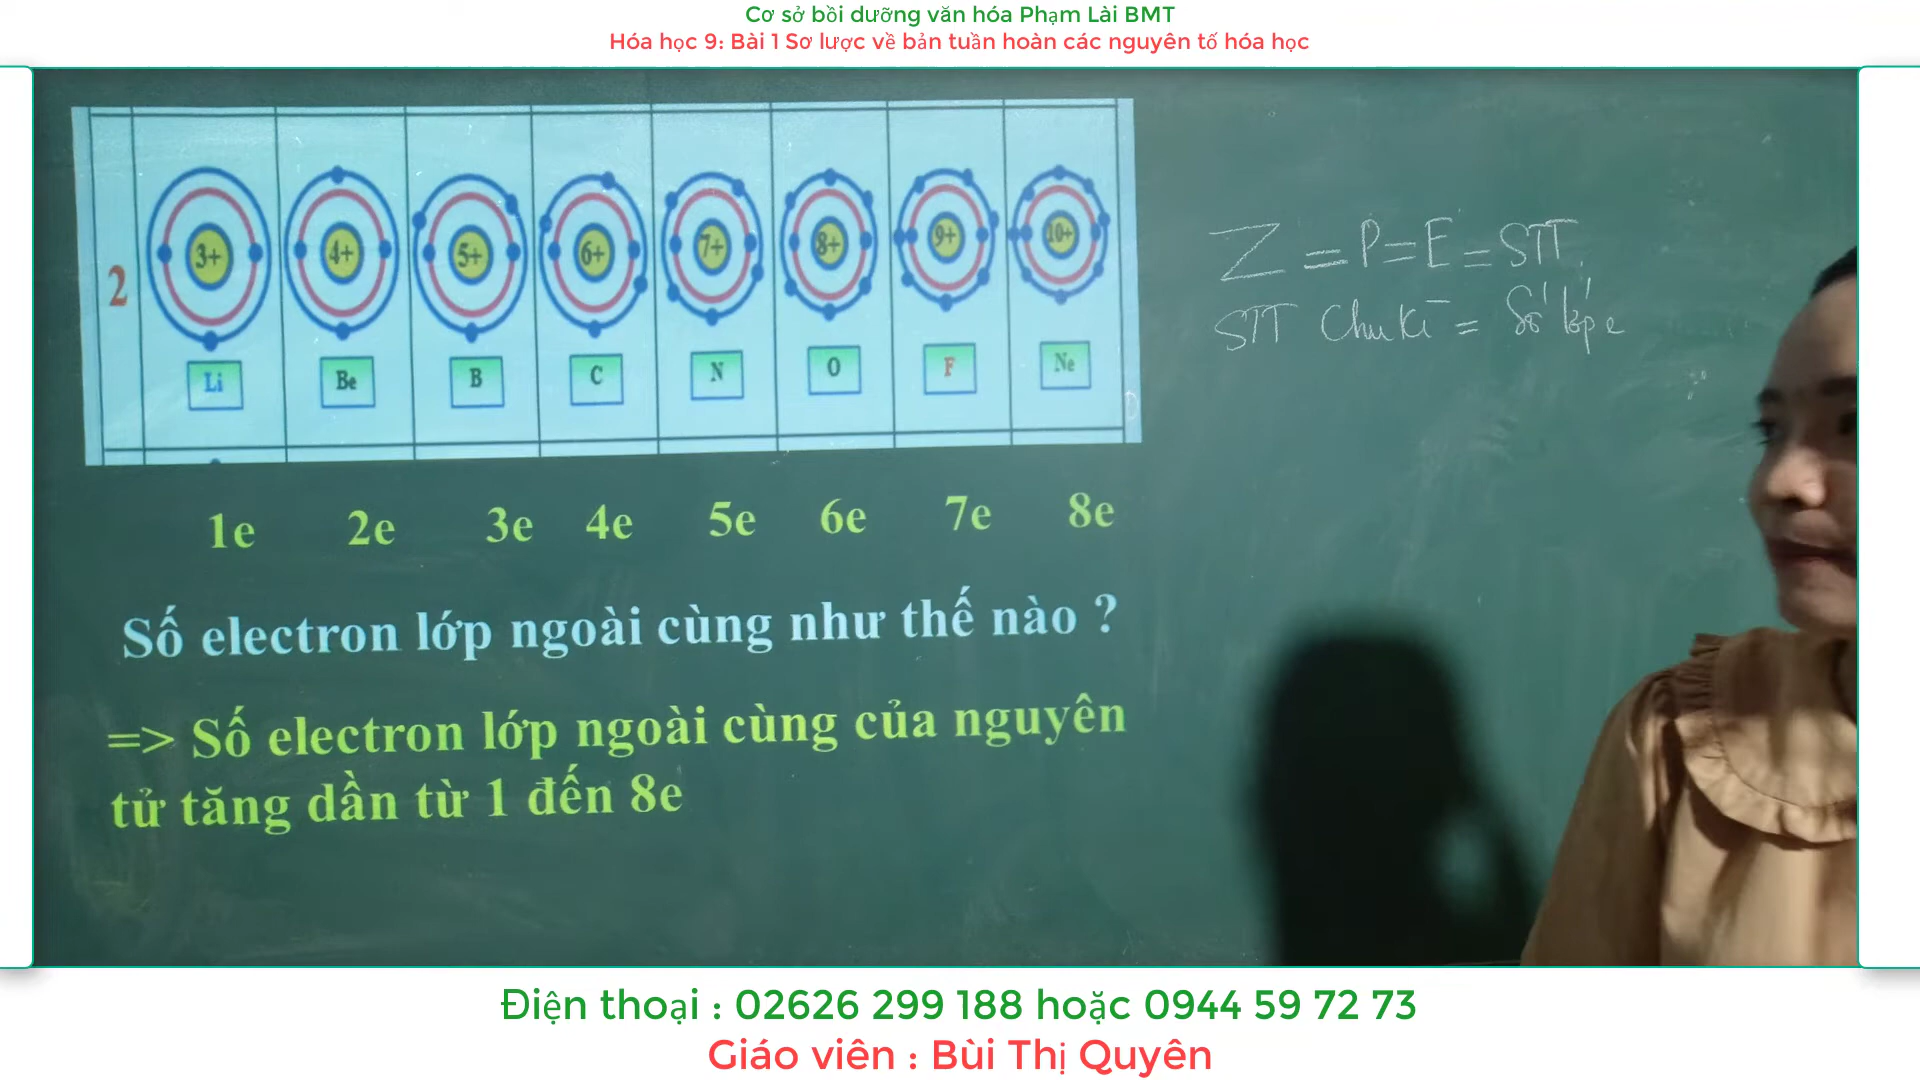 Cơ sở bồi dưỡng văn hóa Phạm Lài BMT
Hóa học 9: Bài 1 Sơ lược về bản tuần hoàn các nguyên tố hóa học
2
3+ 4+ 5+ 6+ 7+ 8+ 9+ 10+
Li Be B C N O F Ne
1e 2e 3e 4e 5e 6e 7e 8e
Số electron lớp ngoài cùng như thế nào ?
=> Số electron lớp ngoài cùng của nguyên
tử tăng dần từ 1 đến 8e
Z = P = E = STT
STT Chu kì = Số lớp e
Điện thoại : 02626 299 188 hoặc 0944 59 72 73
Giáo viên : Bùi Thị Quyên